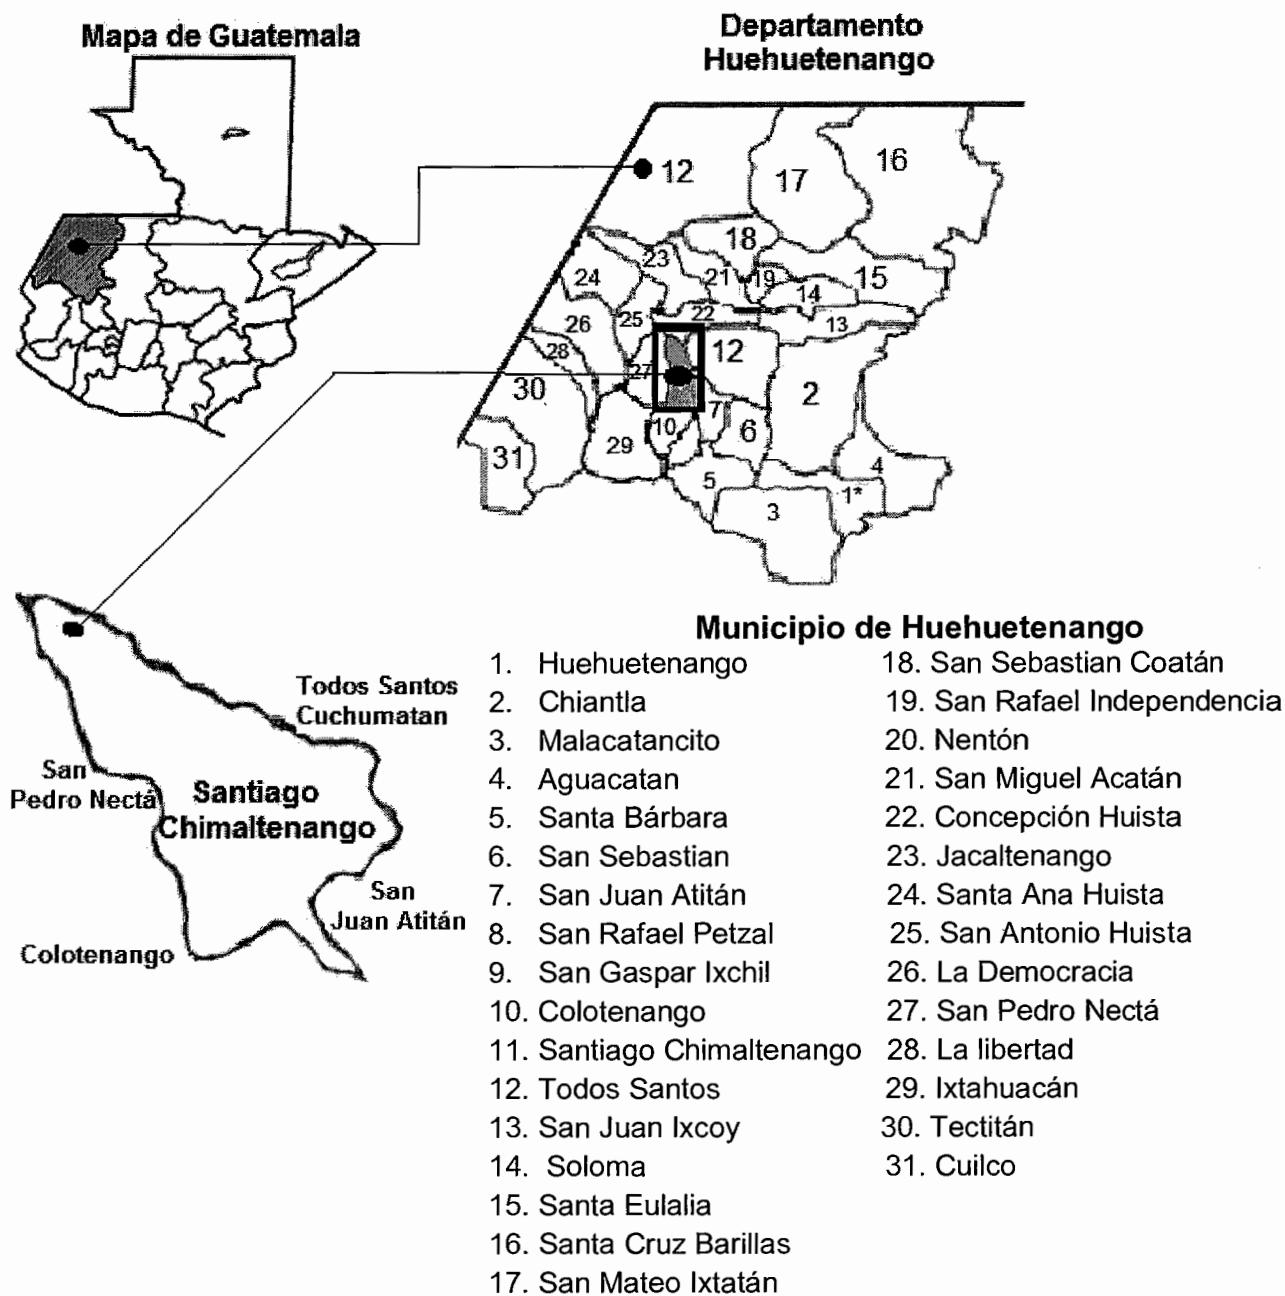 Mapa de Guatemala
Departamento
Huehuetenango
12
17
16
18
23
24
21
19
15
14
22
25
26
13
28
12
27
30
2
7
10
6
29
31
5
4
1*
3
Todos Santos
Cuchumatan
San
Pedro Nectá
Santiago
Chimaltenango
San
Juan Atitán
Colotenango
Municipio de Huehuetenango
1. Huehuetenango
2. Chiantla
3. Malacatancito
4. Aguacatan
5. Santa Bárbara
6. San Sebastian
7. San Juan Atitán
8. San Rafael Petzal
9. San Gaspar Ixchil
10. Colotenango
11. Santiago Chimaltenango
12. Todos Santos
13. San Juan Ixcoy
14. Soloma
15. Santa Eulalia
16. Santa Cruz Barillas
17. San Mateo Ixtatán
18. San Sebastian Coatán
19. San Rafael Independencia
20. Nentón
21. San Miguel Acatán
22. Concepción Huista
23. Jacaltenango
24. Santa Ana Huista
25. San Antonio Huista
26. La Democracia
27. San Pedro Nectá
28. La libertad
29. Ixtahuacán
30. Tectitán
31. Cuilco